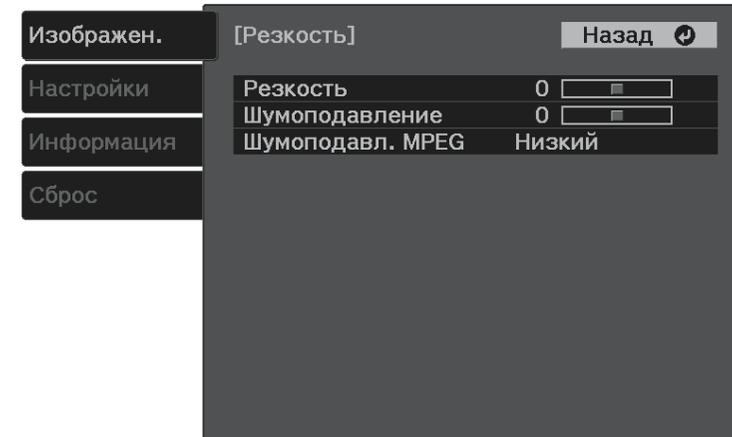 Изображен.
Настройки
Информация
Сброс
[Резкость]
Назад
Резкость 0
Шумоподавление 0
Шумоподавл. MPEG Низкий